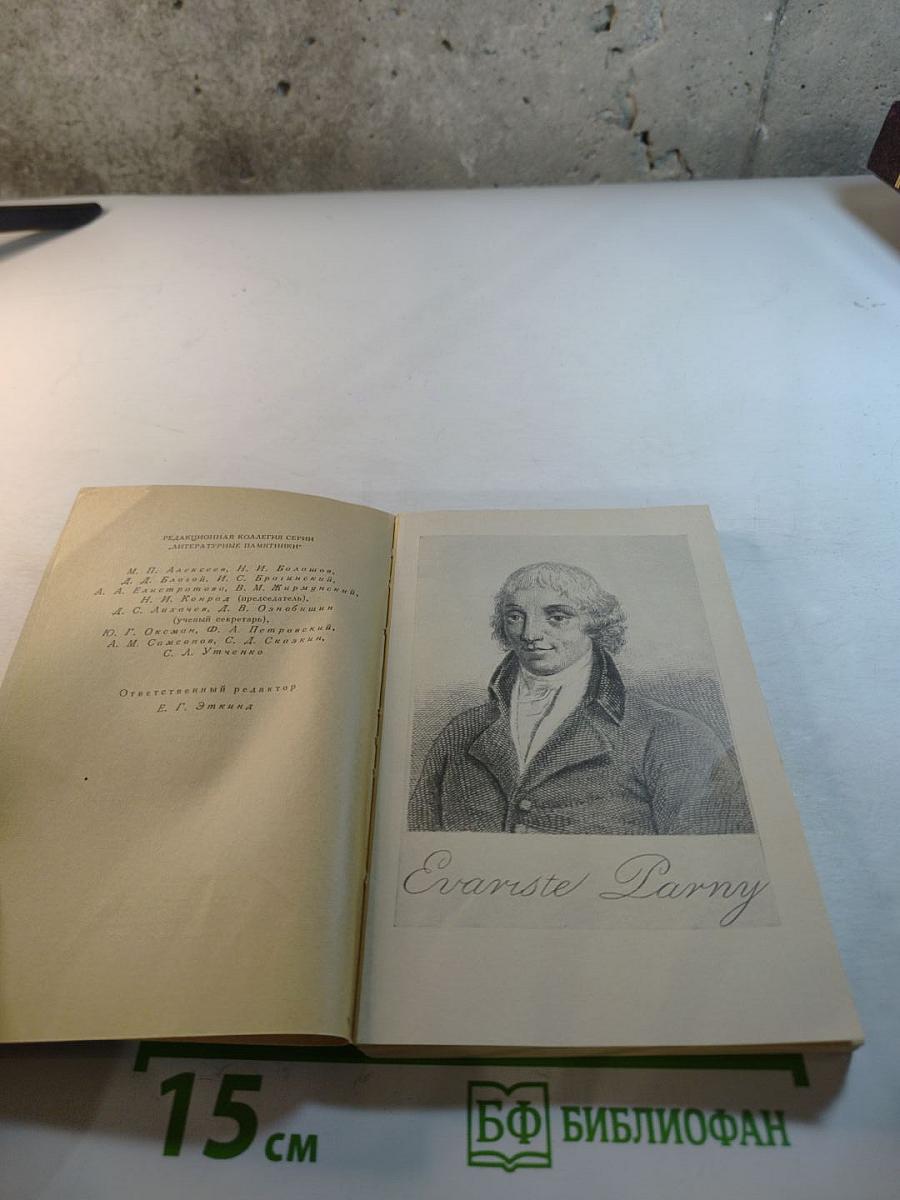 РЕДАКЦИОННАЯ КОЛЛЕГИЯ СЕРИИ
„ЛИТЕРАТУРНЫЕ ПАМЯТНИКИ“
М. П. Алексеев, Н. И. Балашов,
Д. Д. Благой, И. С. Брагинский,
А. А. Елистратова, В. М. Жирмунский,
Н. И. Конрад (председатель),
Д. С. Лихачев, Д. В. Ознобишин
(ученый секретарь),
Ю. Г. Оксман, Ф. А. Петровский,
А. М. Самсонов, С. Д. Сказкин,
С. А. Утченко
Ответственный редактор
Е. Г. Эткинд
Evariste Parny
15 см
БФ БИБЛИОФАН